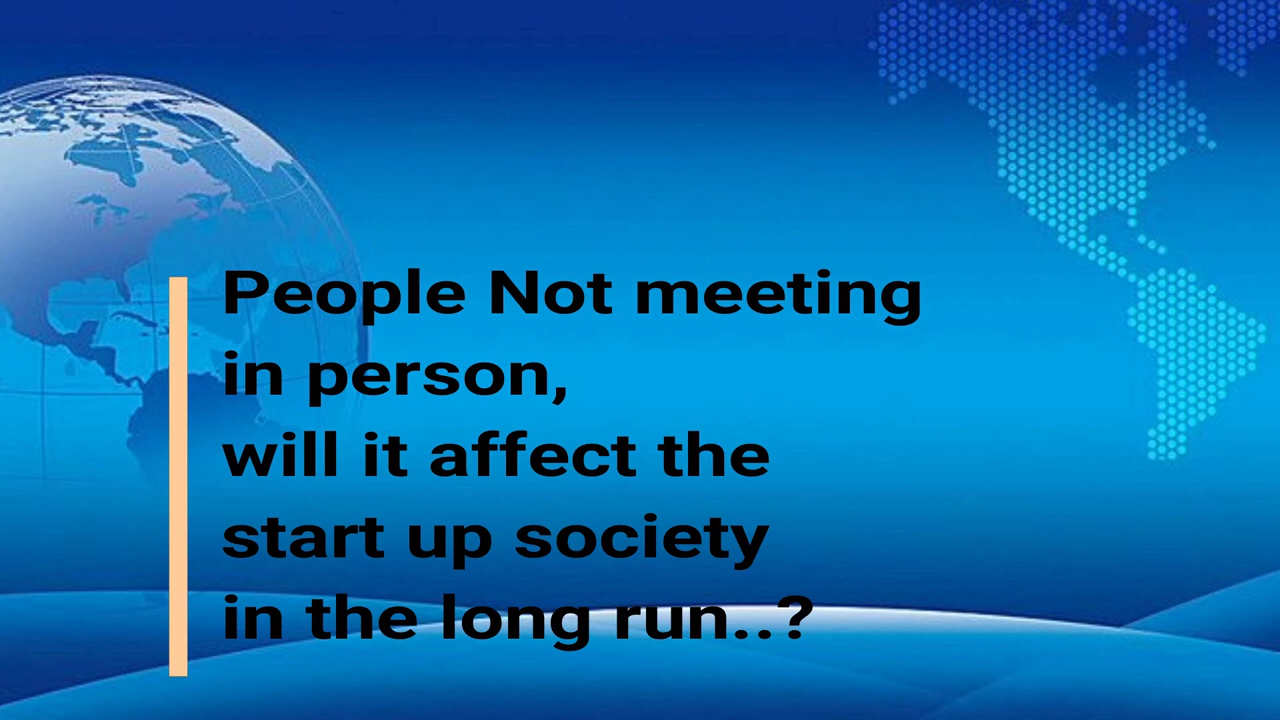 People Not meeting
in person,
will it affect the
start up society
in the long run..?